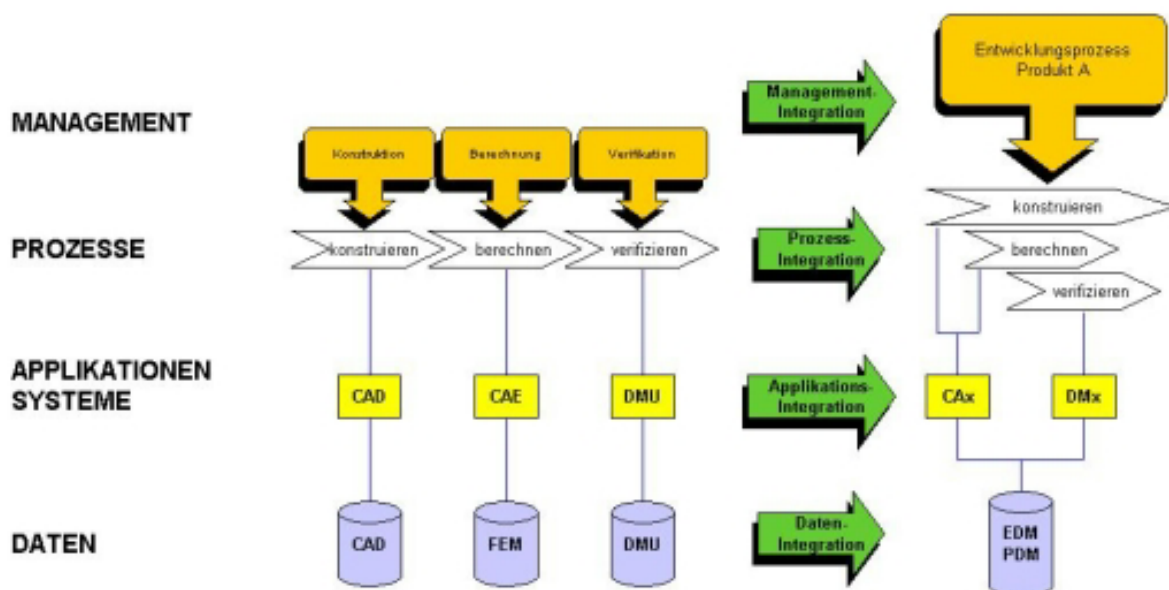 Entwicklungsprozess
Produkt A
MANAGEMENT
Management-
Integration
Konstruktion
Berechnung
Verifikation
konstruieren
PROZESSE
konstruieren
berechnen
verifizieren
Prozess-
Integration
berechnen
verifizieren
APPLIKATIONEN
SYSTEME
CAD
CAE
DMU
Applikations-
Integration
CAx
DMx
DATEN
CAD
FEM
DMU
Daten-
Integration
EDM
PDM